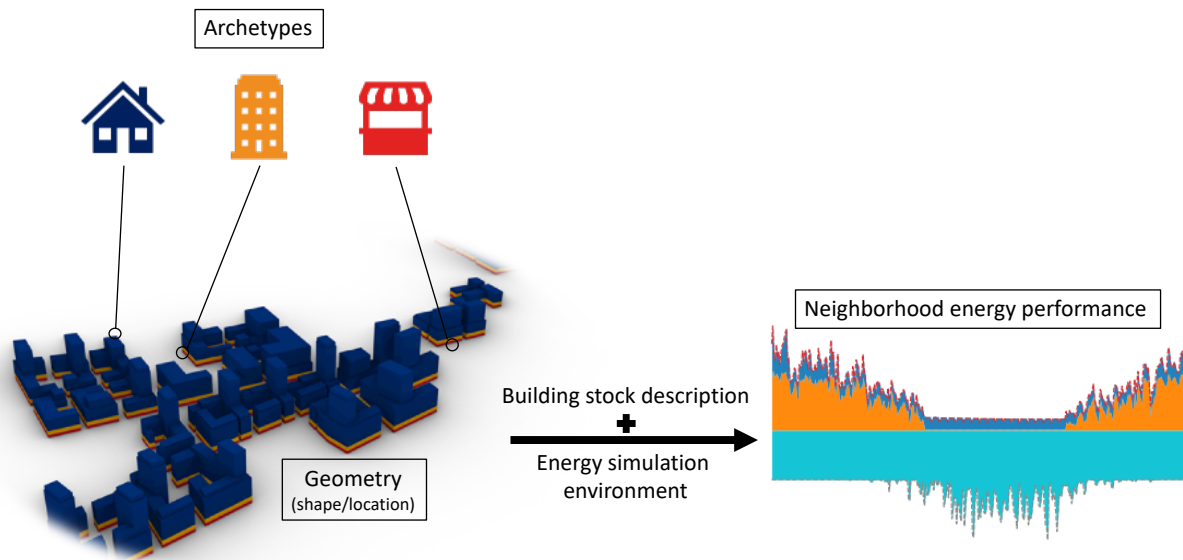 Archetypes
Neighborhood energy performance
Building stock description
+
Energy simulation
environment
Geometry
(shape/location)